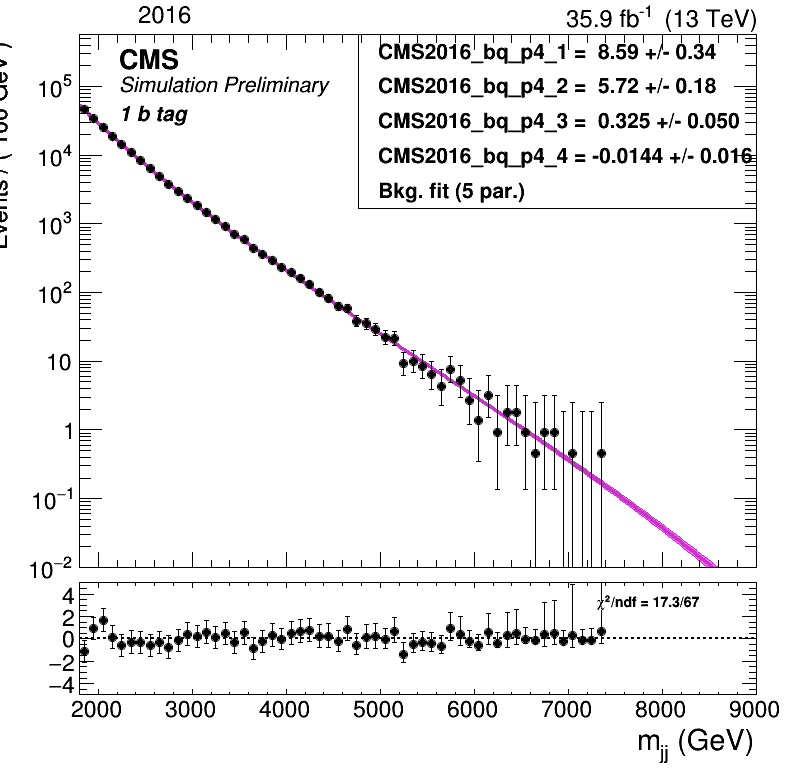 2016
35.9 fb⁻¹ (13 TeV)
CMS
Simulation Preliminary
1 b tag
CMS2016_bq_p4_1 = 8.59 +/- 0.34
CMS2016_bq_p4_2 = 5.72 +/- 0.18
CMS2016_bq_p4_3 = 0.325 +/- 0.050
CMS2016_bq_p4_4 = -0.0144 +/- 0.016
Bkg. fit (5 par.)
Events / ( 100 GeV )
10⁵
10⁴
10³
10²
10
1
10⁻¹
10⁻²
χ²/ndf = 17.3/67
4
2
0
−2
−4
2000 3000 4000 5000 6000 7000 8000 9000
m_jj (GeV)